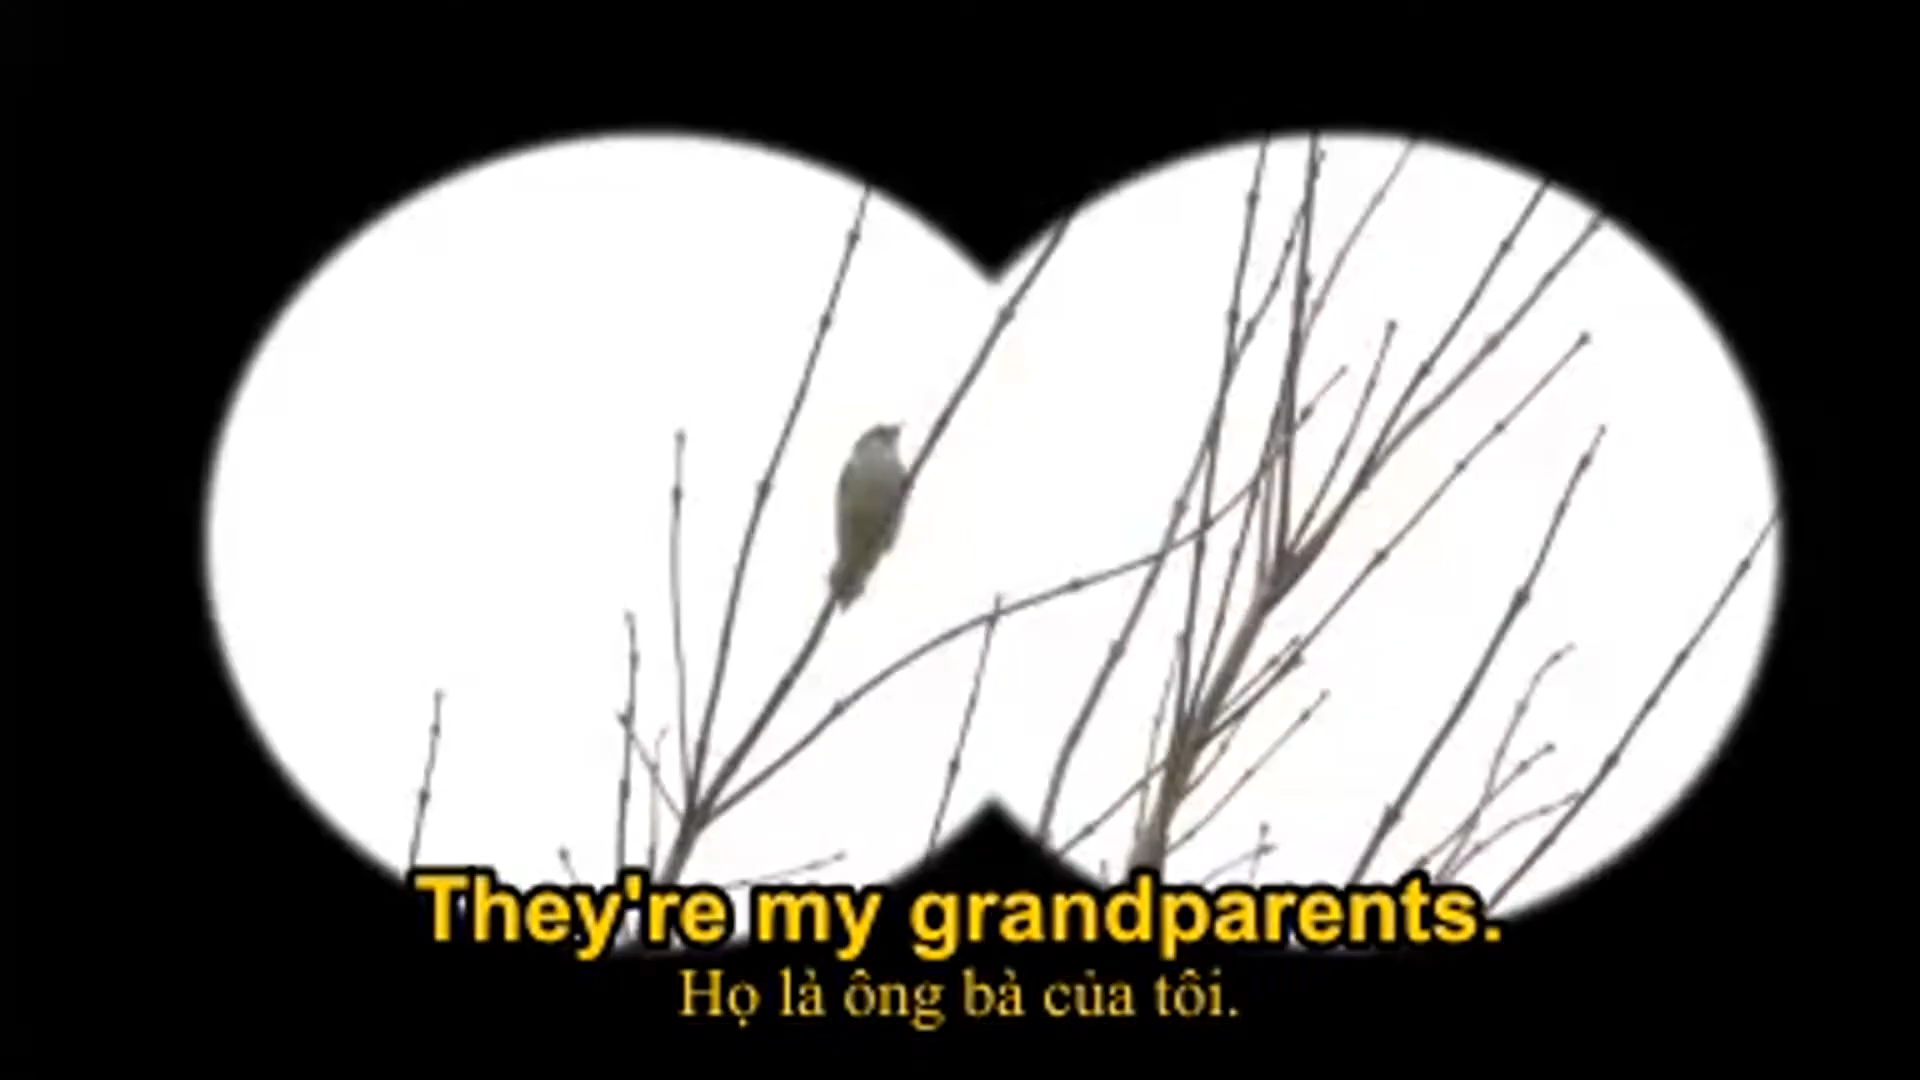 They're my grandparents.
Họ là ông bà của tôi.